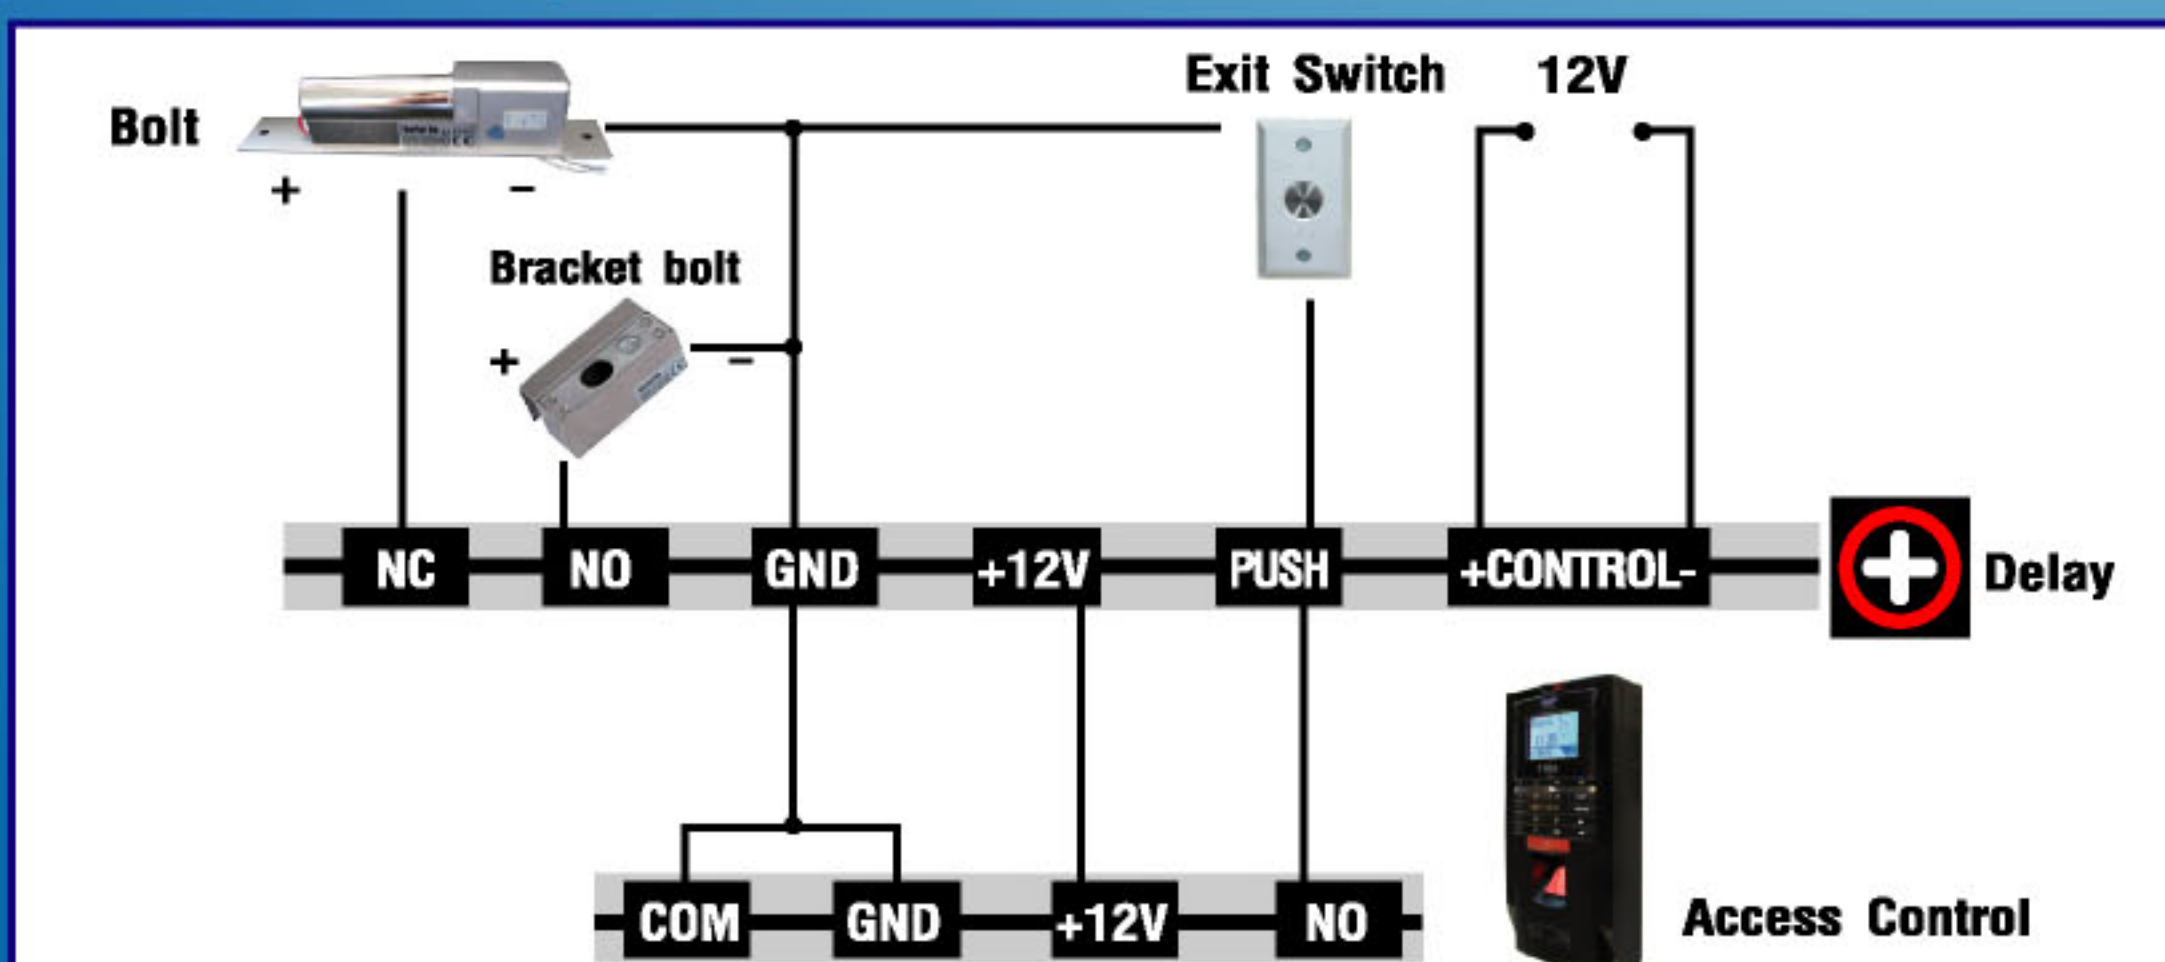 Exit Switch 12V
Bolt
+ −
Bracket bolt
+ −
NC NO GND +12V PUSH +CONTROL- Delay
COM GND +12V NO
Access Control